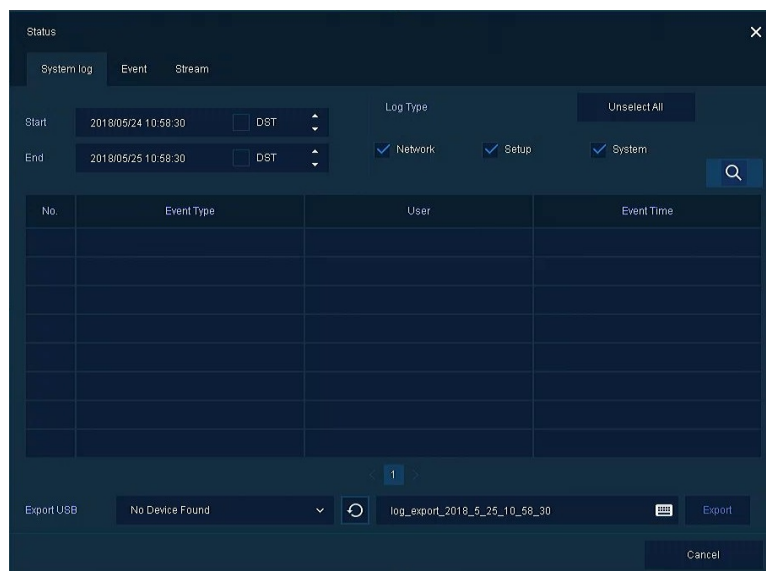 Status
System log Event Stream
Log Type Unselect All
Start 2018/05/24 10:58:30 DST
End 2018/05/25 10:58:30 DST
Network Setup System
No. Event Type User Event Time
1
Export USB No Device Found log_export_2018_5_25_10_58_30 Export
Cancel